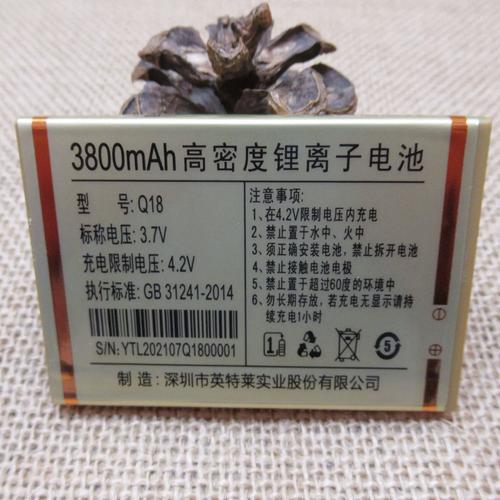 3800mAh高密度锂离子电池
型　号: Q18
标称电压: 3.7V
充电限制电压: 4.2V
执行标准: GB 31241-2014
S/N: YTL202107Q1800001
注意事项:
1、在4.2V限制电压内充电
2、禁止置于水中、火中
3、须正确安装电池，禁止拆开电池
4、禁止接触电池电极
5、禁止置于超过60度的环境中
6、勿长期存放，若充电无显示请持
续充电1小时
5
制 造: 深圳市英特莱实业股份有限公司
⊖
⊕